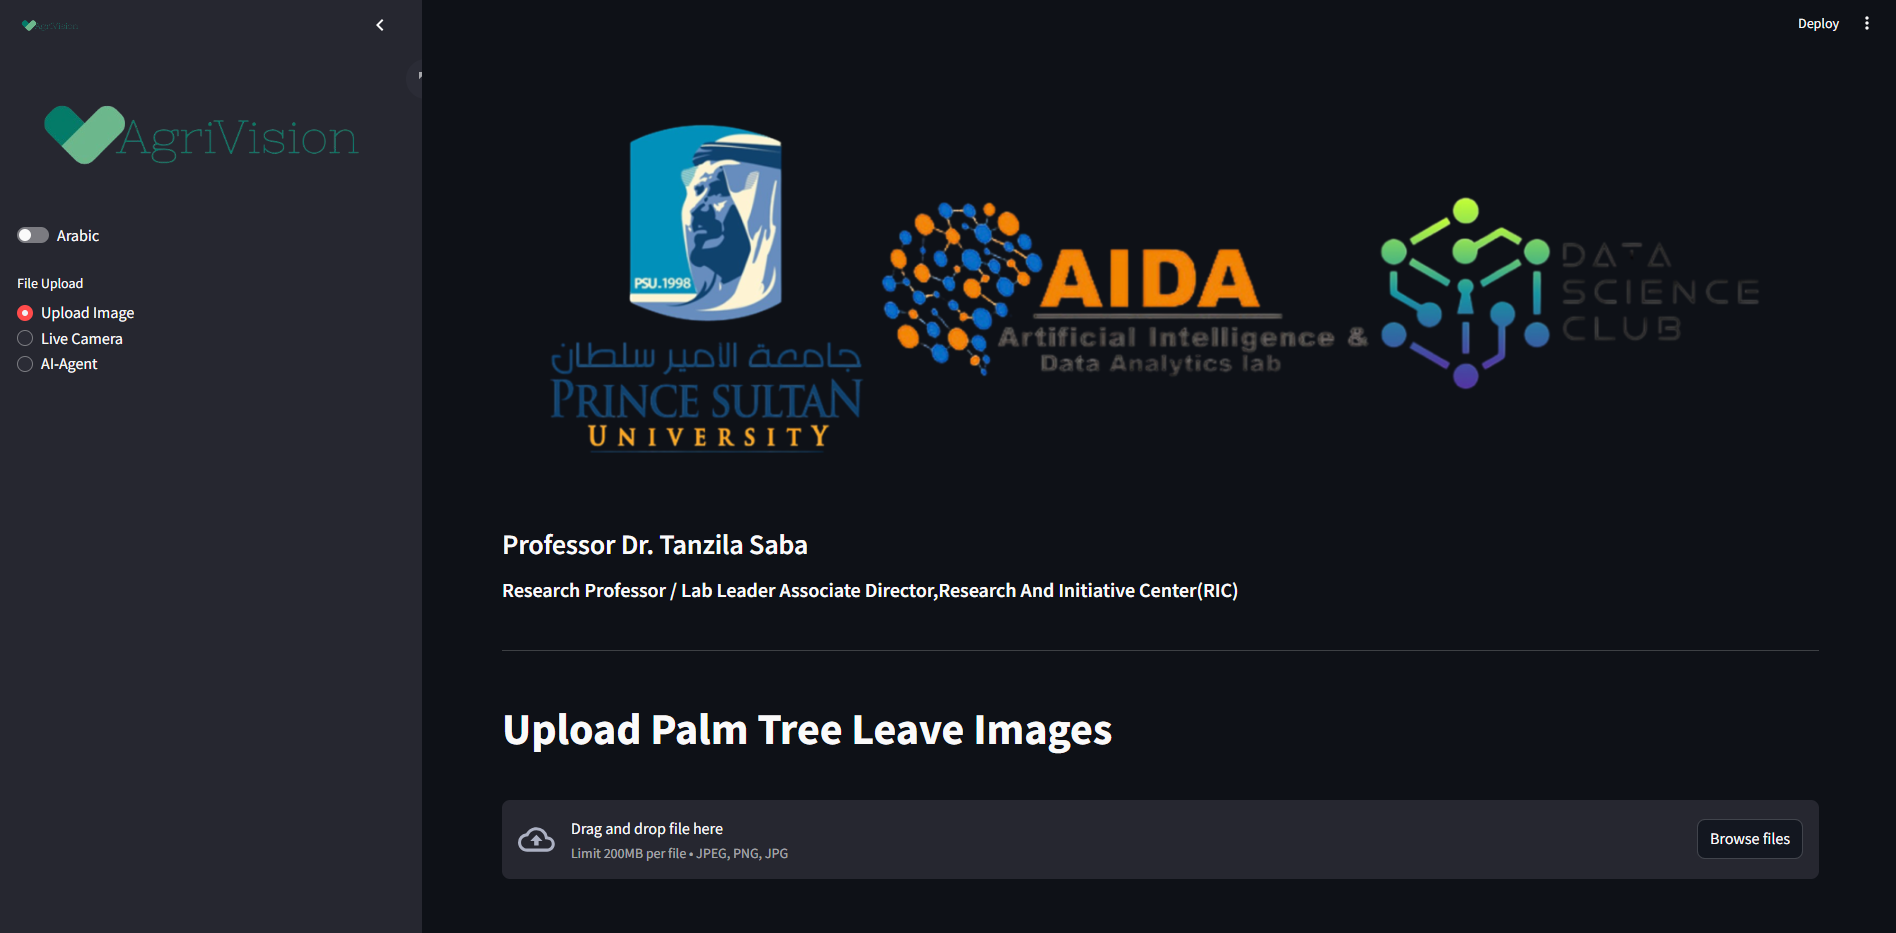 AgriVision
AgriVision
Arabic
File Upload
Upload Image
Live Camera
AI-Agent
Deploy
PSU.1998
جامعة الامير سلطان
PRINCE SULTAN
UNIVERSITY
AIDA
Artificial Intelligence &
Data Analytics lab
DATA
SCIENCE
CLUB
Professor Dr. Tanzila Saba
Research Professor / Lab Leader Associate Director,Research And Initiative Center(RIC)
Upload Palm Tree Leave Images
Drag and drop file here
Limit 200MB per file • JPEG, PNG, JPG
Browse files